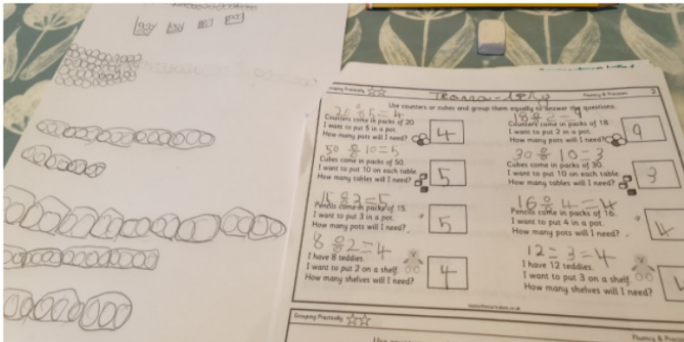 Grouping Practically
Fluency & Precision
2
Use counters or cubes and group them equally to answer the questions.
20 ÷ 5 = 4
Counters come in packs of 20.
I want to put 5 in a pot.
How many pots will I need?
4
18 ÷ 2 = 9
Counters come in packs of 18.
I want to put 2 in a pot.
How many pots will I need?
9
50 ÷ 10 = 5
Cubes come in packs of 50.
I want to put 10 on each table.
How many tables will I need?
5
30 ÷ 10 = 3
Cubes come in packs of 30.
I want to put 10 on each table.
How many tables will I need?
3
15 ÷ 3 = 5
Pencils come in packs of 15.
I want to put 3 in a pot.
How many pots will I need?
5
16 ÷ 4 = 4
Pencils come in packs of 16.
I want to put 4 in a pot.
How many pots will I need?
4
8 ÷ 2 = 4
I have 8 teddies.
I want to put 2 on a shelf.
How many shelves will I need?
4
12 ÷ 3 = 4
I have 12 teddies.
I want to put 3 on a shelf.
How many shelves will I need?
Grouping Practically
Fluency &